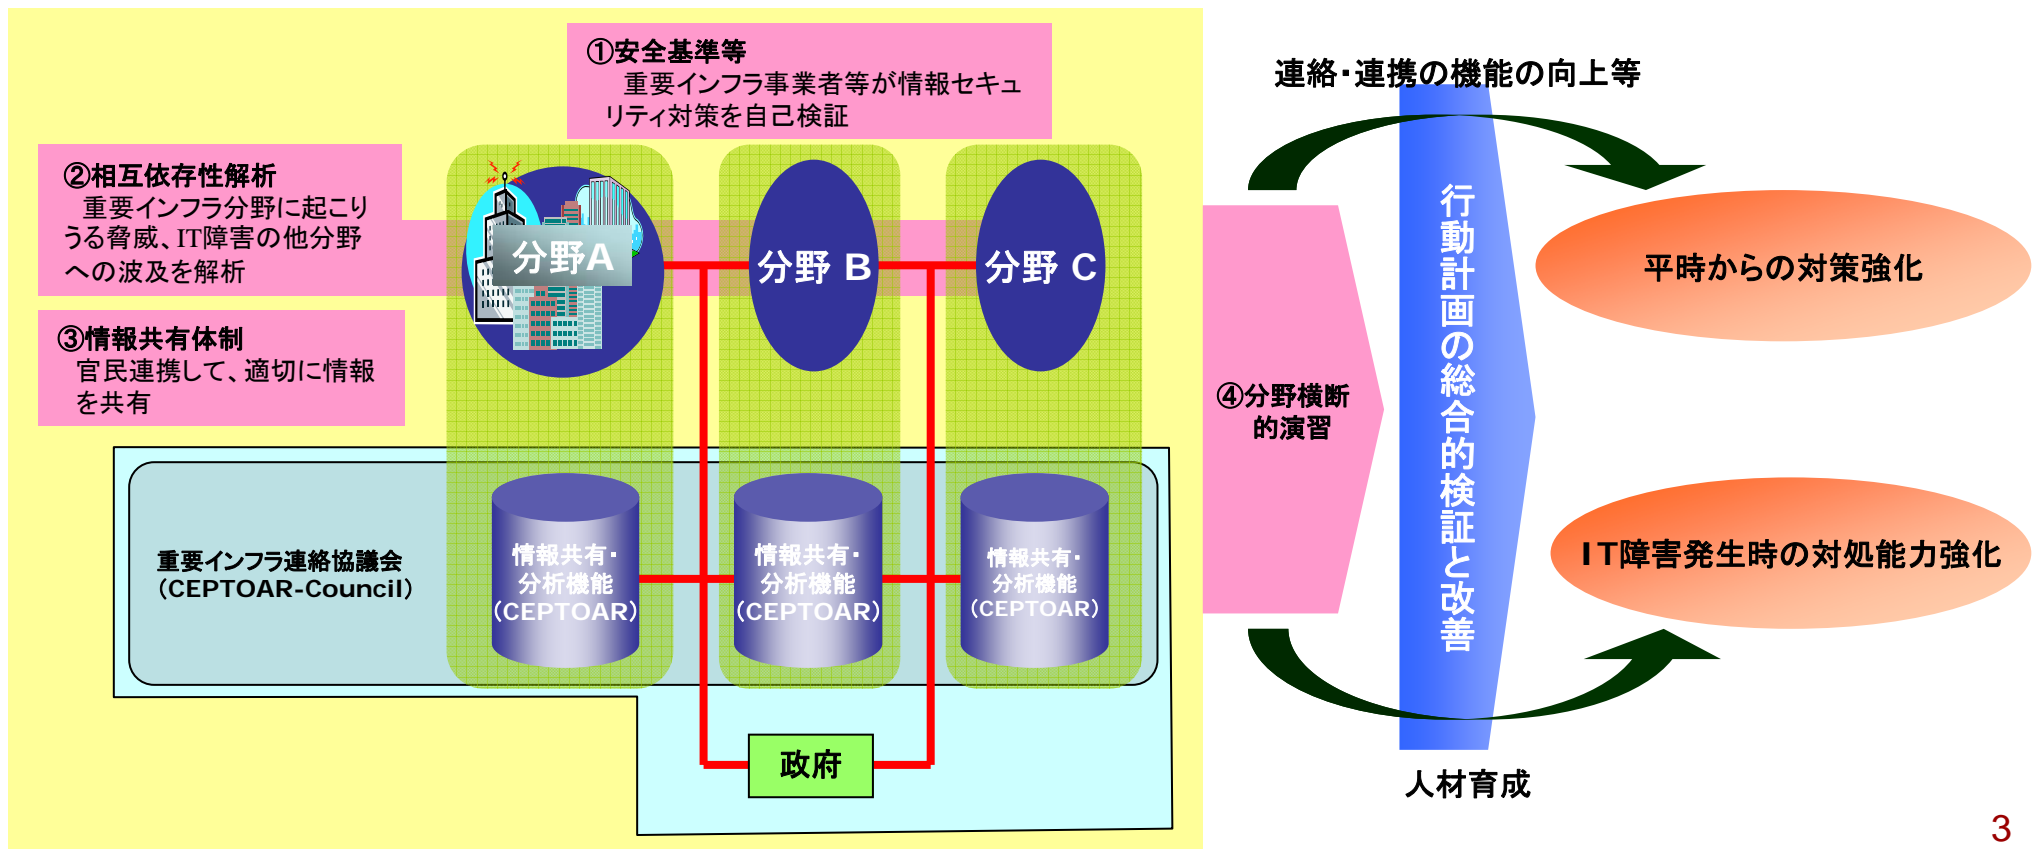 ①安全基準等
重要インフラ事業者等が情報セキュ
リティ対策を自己検証
②相互依存性解析
重要インフラ分野に起こり
うる脅威、IT障害の他分野
への波及を解析
③情報共有体制
官民連携して、適切に情報
を共有
分野A
分野 B
分野 C
重要インフラ連絡協議会
（CEPTOAR-Council）
情報共有・
分析機能
（CEPTOAR）
情報共有・
分析機能
（CEPTOAR）
情報共有・
分析機能
（CEPTOAR）
政府
④分野横断
的演習
連絡・連携の機能の向上等
行動計画の総合的検証と改善
人材育成
平時からの対策強化
IT障害発生時の対処能力強化
3